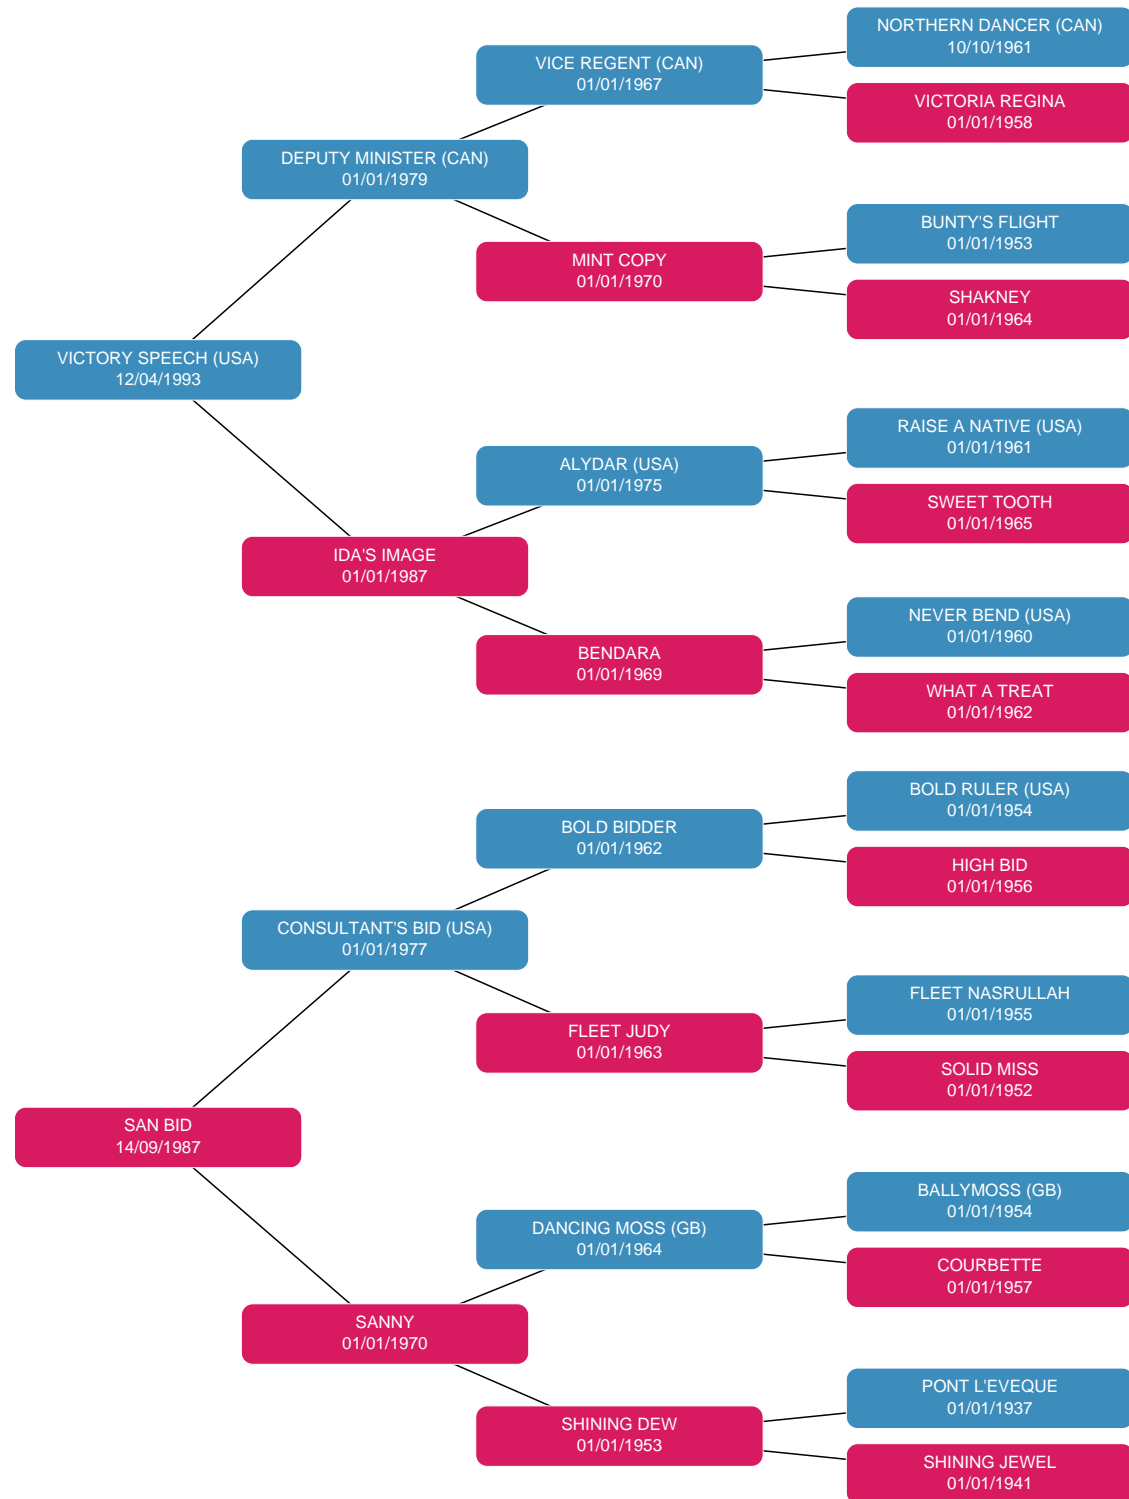 NORTHERN DANCER (CAN)
10/10/1961
VICE REGENT (CAN)
01/01/1967
VICTORIA REGINA
01/01/1958
DEPUTY MINISTER (CAN)
01/01/1979
BUNTY'S FLIGHT
01/01/1953
MINT COPY
01/01/1970
SHAKNEY
01/01/1964
VICTORY SPEECH (USA)
12/04/1993
RAISE A NATIVE (USA)
01/01/1961
ALYDAR (USA)
01/01/1975
SWEET TOOTH
01/01/1965
IDA'S IMAGE
01/01/1987
NEVER BEND (USA)
01/01/1960
BENDARA
01/01/1969
WHAT A TREAT
01/01/1962
BOLD RULER (USA)
01/01/1954
BOLD BIDDER
01/01/1962
HIGH BID
01/01/1956
CONSULTANT'S BID (USA)
01/01/1977
FLEET NASRULLAH
01/01/1955
FLEET JUDY
01/01/1963
SOLID MISS
01/01/1952
SAN BID
14/09/1987
BALLYMOSS (GB)
01/01/1954
DANCING MOSS (GB)
01/01/1964
COURBETTE
01/01/1957
SANNY
01/01/1970
PONT L'EVEQUE
01/01/1937
SHINING DEW
01/01/1953
SHINING JEWEL
01/01/1941